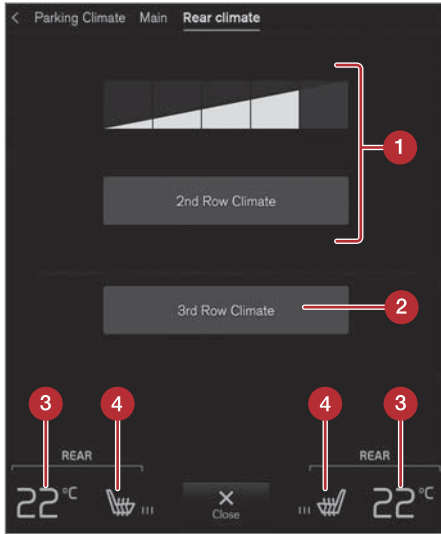 < Parking Climate Main Rear climate
1
2nd Row Climate
3rd Row Climate
2
3 4 4 3
REAR REAR
22°C 22°C
Close